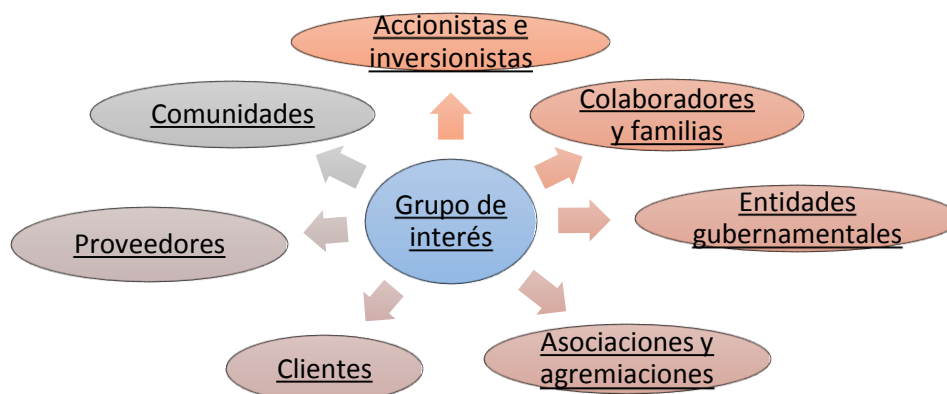 Accionistas e
inversionistas
Colaboradores
y familias
Comunidades
Grupo de
interés
Entidades
gubernamentales
Proveedores
Asociaciones y
agremiaciones
Clientes